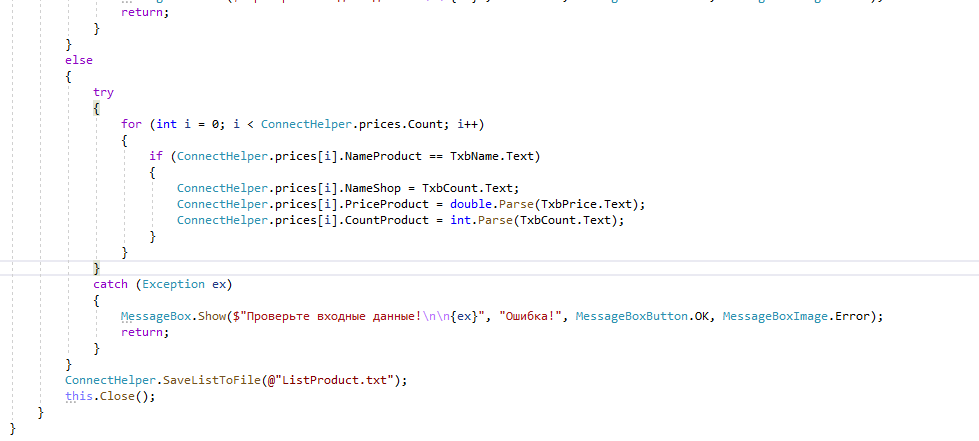 return;
}
}
else
{
try
{
for (int i = 0; i < ConnectHelper.prices.Count; i++)
{
if (ConnectHelper.prices[i].NameProduct == TxbName.Text)
{
ConnectHelper.prices[i].NameShop = TxbCount.Text;
ConnectHelper.prices[i].PriceProduct = double.Parse(TxbPrice.Text);
ConnectHelper.prices[i].CountProduct = int.Parse(TxbCount.Text);
}
}
}
catch (Exception ex)
{
MessageBox.Show($"Проверьте входные данные!\n\n{ex}", "Ошибка!", MessageBoxButton.OK, MessageBoxImage.Error);
return;
}
}
ConnectHelper.SaveListToFile(@"ListProduct.txt");
this.Close();
}
}